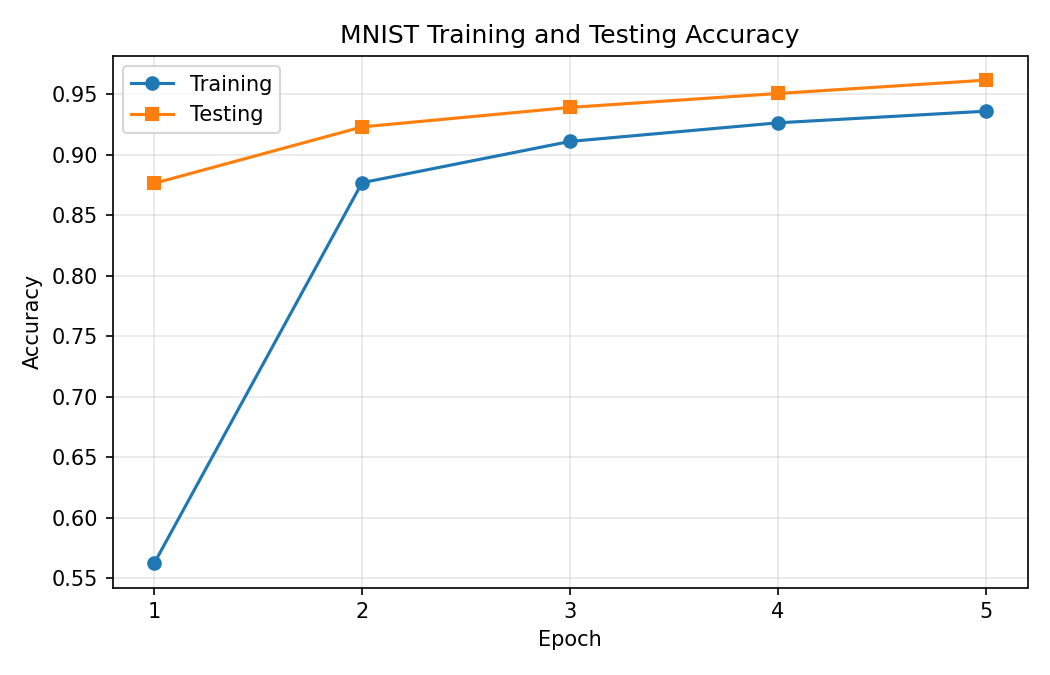 MNIST Training and Testing Accuracy
Training
Testing
Accuracy
0.95
0.90
0.85
0.80
0.75
0.70
0.65
0.60
0.55
1 2 3 4 5
Epoch